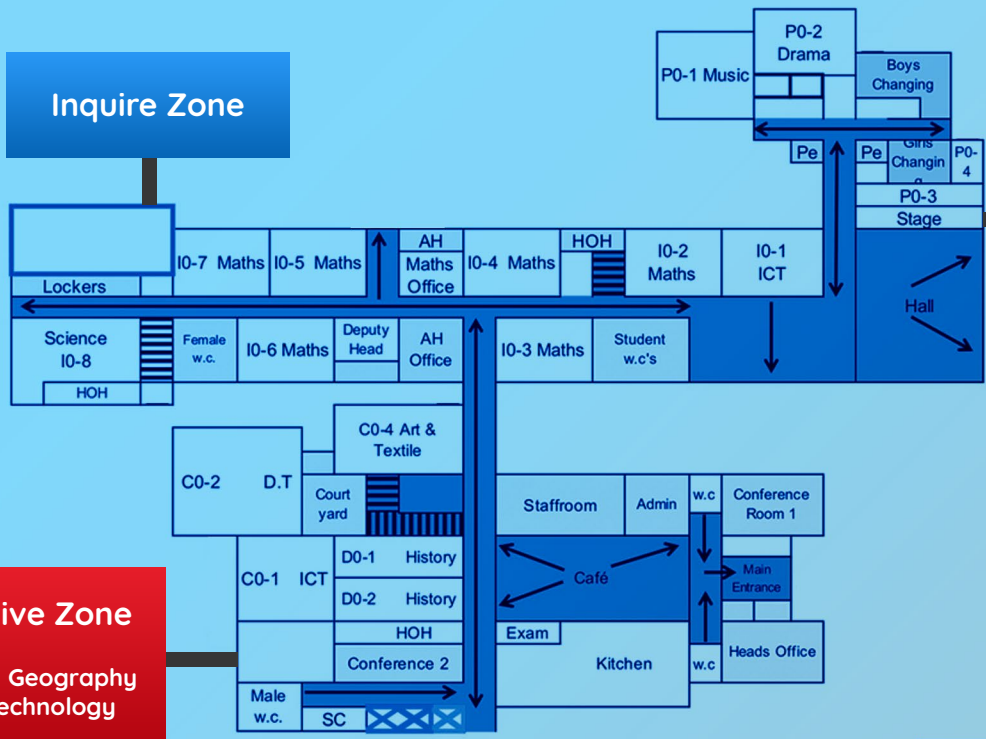 P0-2
Drama
P0-1 Music
Boys
Changing
Inquire Zone
Pe
Pe
Girls
Changin
g
P0-
4
P0-3
Stage
I0-7 Maths
I0-5 Maths
AH
Maths
Office
I0-4 Maths
HOH
I0-2
Maths
I0-1
ICT
Lockers
Hall
Science
I0-8
Female
w.c.
I0-6 Maths
Deputy
Head
AH
Office
I0-3 Maths
Student
w.c's
HOH
C0-4 Art &
Textile
C0-2 D.T
Court
yard
Staffroom
Admin
w.c
Conference
Room 1
C0-1 ICT
D0-1 History
D0-2 History
Café
Main
Entrance
HOH
Exam
Conference 2
Kitchen
w.c
Heads Office
ive Zone
Geography
echnology
Male
w.c.
SC